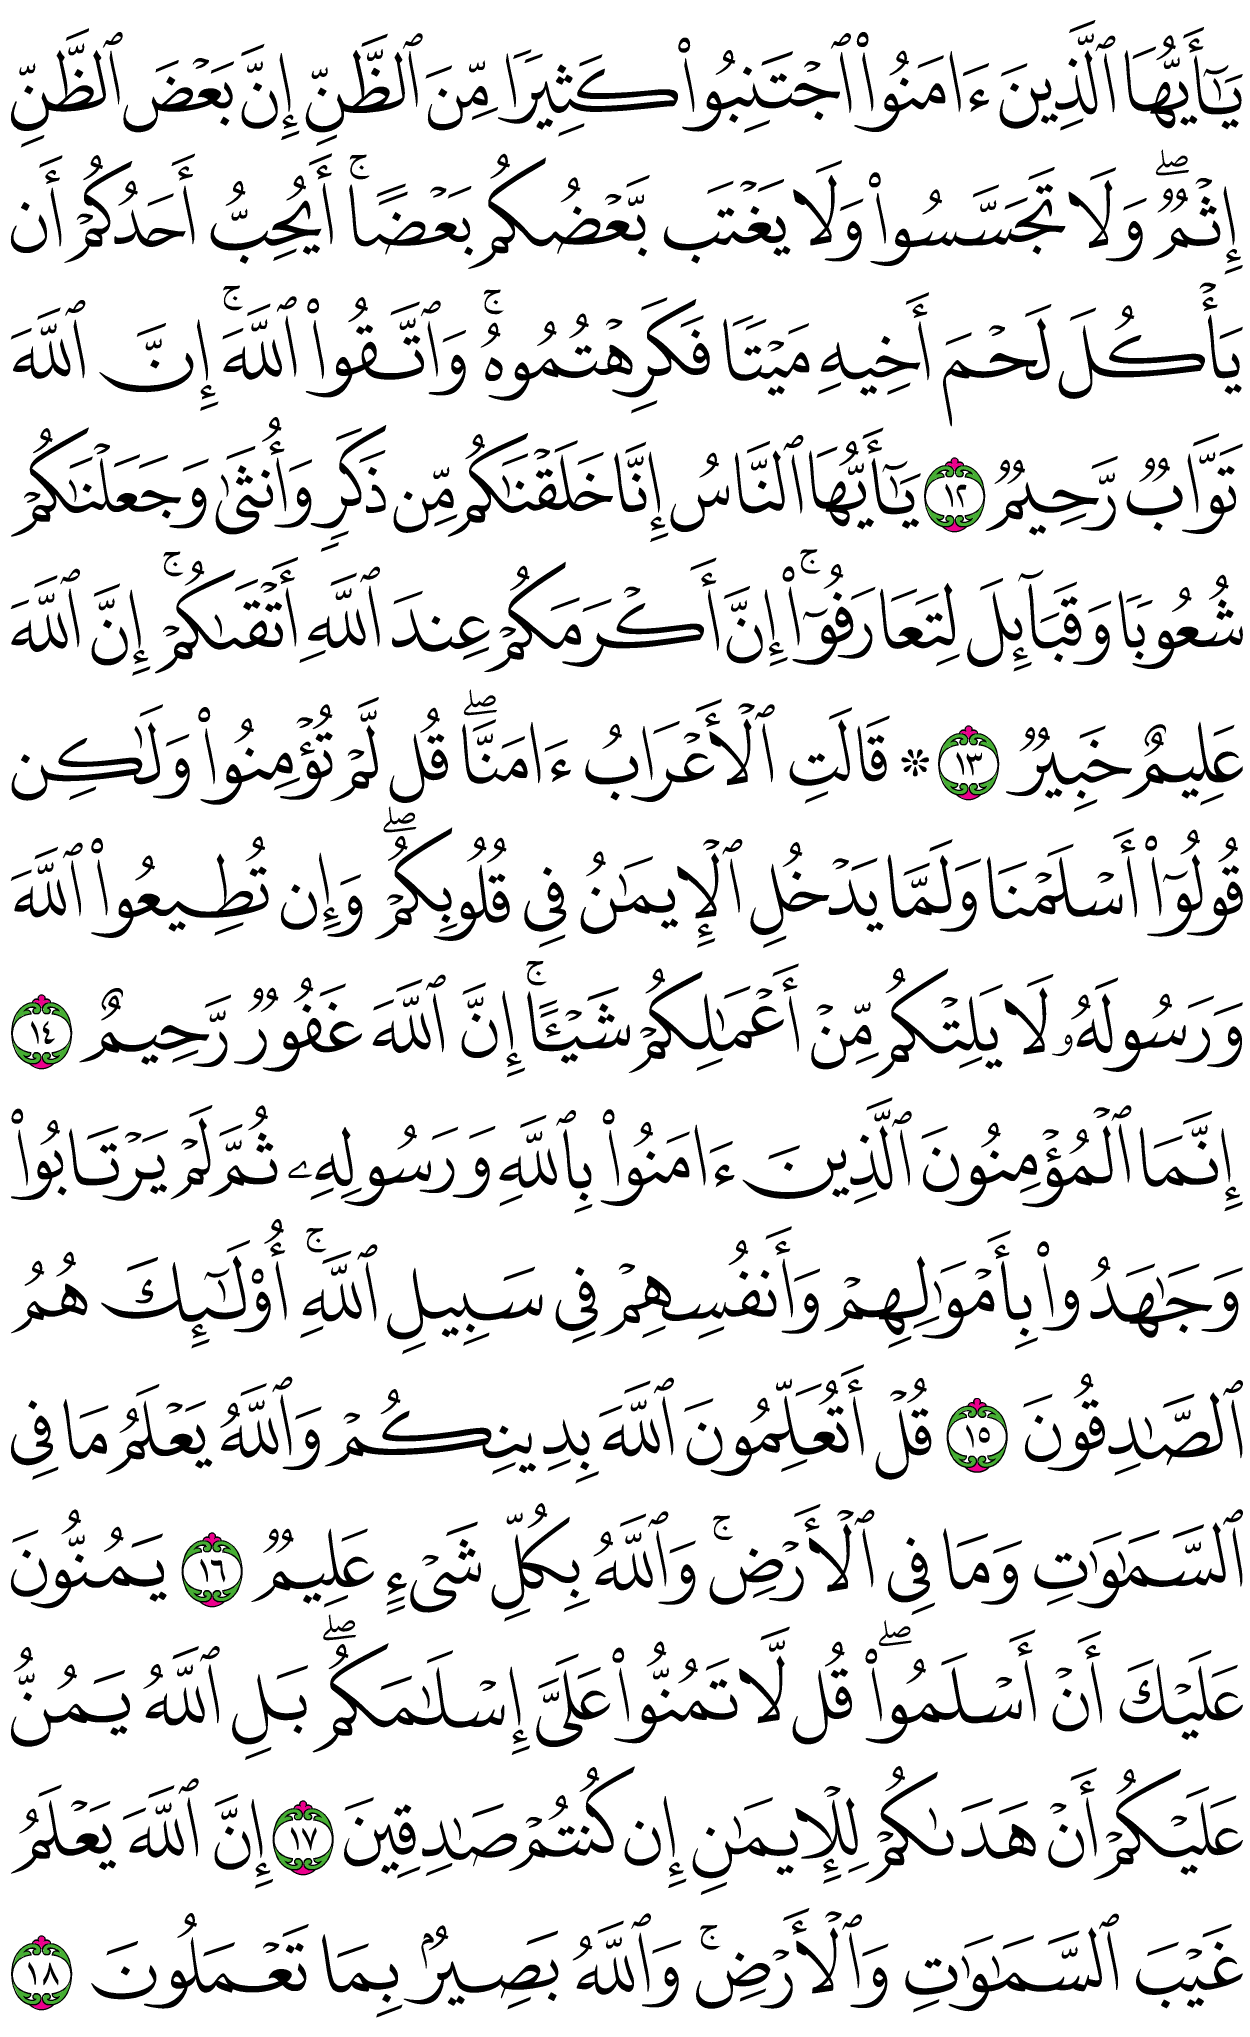 يَٰٓأَيُّهَا ٱلَّذِينَ ءَامَنُوا۟ ٱجْتَنِبُوا۟ كَثِيرًا مِّنَ ٱلظَّنِّ إِنَّ بَعْضَ ٱلظَّنِّ
إِثْمٌ ۖ وَلَا تَجَسَّسُوا۟ وَلَا يَغْتَب بَّعْضُكُم بَعْضًا ۚ أَيُحِبُّ أَحَدُكُمْ أَن
يَأْكُلَ لَحْمَ أَخِيهِ مَيْتًا فَكَرِهْتُمُوهُ ۚ وَٱتَّقُوا۟ ٱللَّهَ ۚ إِنَّ ٱللَّهَ
تَوَّابٌ رَّحِيمٌ ١٢ يَٰٓأَيُّهَا ٱلنَّاسُ إِنَّا خَلَقْنَٰكُم مِّن ذَكَرٍ وَأُنثَىٰ وَجَعَلْنَٰكُمْ
شُعُوبًا وَقَبَآئِلَ لِتَعَارَفُوٓا۟ ۚ إِنَّ أَكْرَمَكُمْ عِندَ ٱللَّهِ أَتْقَىٰكُمْ ۚ إِنَّ ٱللَّهَ
عَلِيمٌ خَبِيرٌ ١٣ ۞ قَالَتِ ٱلْأَعْرَابُ ءَامَنَّا ۖ قُل لَّمْ تُؤْمِنُوا۟ وَلَٰكِن
قُولُوٓا۟ أَسْلَمْنَا وَلَمَّا يَدْخُلِ ٱلْإِيمَٰنُ فِى قُلُوبِكُمْ ۖ وَإِن تُطِيعُوا۟ ٱللَّهَ
وَرَسُولَهُۥ لَا يَلِتْكُم مِّنْ أَعْمَٰلِكُمْ شَيْـًٔا ۚ إِنَّ ٱللَّهَ غَفُورٌ رَّحِيمٌ ١٤
إِنَّمَا ٱلْمُؤْمِنُونَ ٱلَّذِينَ ءَامَنُوا۟ بِٱللَّهِ وَرَسُولِهِۦ ثُمَّ لَمْ يَرْتَابُوا۟
وَجَٰهَدُوا۟ بِأَمْوَٰلِهِمْ وَأَنفُسِهِمْ فِى سَبِيلِ ٱللَّهِ ۚ أُو۟لَٰٓئِكَ هُمُ
ٱلصَّٰدِقُونَ ١٥ قُلْ أَتُعَلِّمُونَ ٱللَّهَ بِدِينِكُمْ وَٱللَّهُ يَعْلَمُ مَا فِى
ٱلسَّمَٰوَٰتِ وَمَا فِى ٱلْأَرْضِ ۚ وَٱللَّهُ بِكُلِّ شَىْءٍ عَلِيمٌ ١٦ يَمُنُّونَ
عَلَيْكَ أَنْ أَسْلَمُوا۟ ۖ قُل لَّا تَمُنُّوا۟ عَلَىَّ إِسْلَٰمَكُم ۖ بَلِ ٱللَّهُ يَمُنُّ
عَلَيْكُمْ أَنْ هَدَىٰكُمْ لِلْإِيمَٰنِ إِن كُنتُمْ صَٰدِقِينَ ١٧ إِنَّ ٱللَّهَ يَعْلَمُ
غَيْبَ ٱلسَّمَٰوَٰتِ وَٱلْأَرْضِ ۚ وَٱللَّهُ بَصِيرٌۢ بِمَا تَعْمَلُونَ ١٨